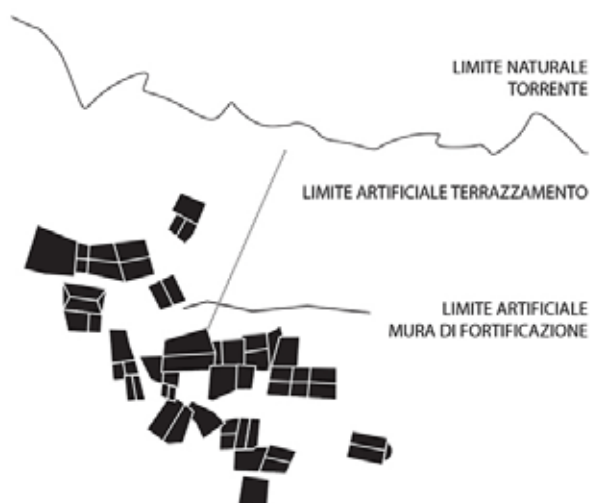 LIMITE NATURALE
TORRENTE
LIMITE ARTIFICIALE TERRAZZAMENTO
LIMITE ARTIFICIALE
MURA DI FORTIFICAZIONE